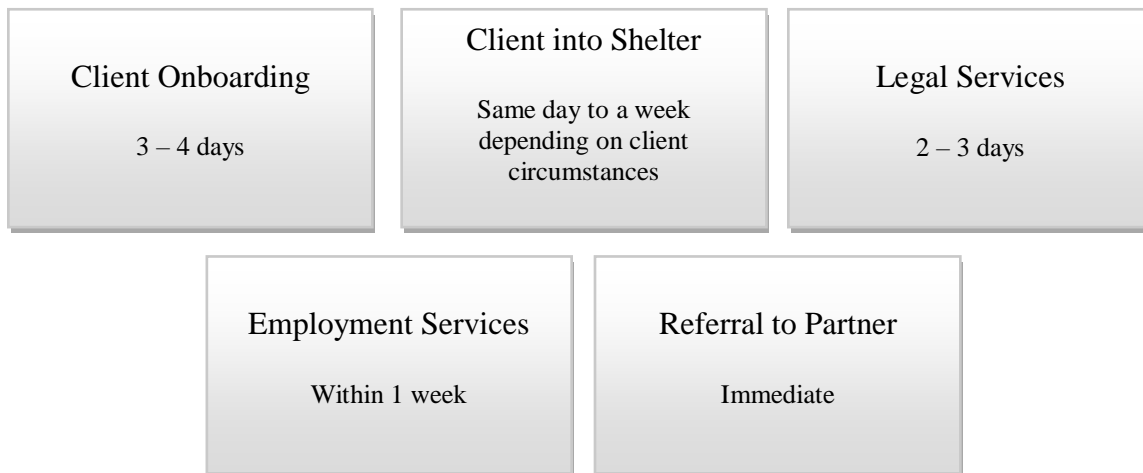 Client Onboarding
3 – 4 days
Client into Shelter
Same day to a week
depending on client
circumstances
Legal Services
2 – 3 days
Employment Services
Within 1 week
Referral to Partner
Immediate